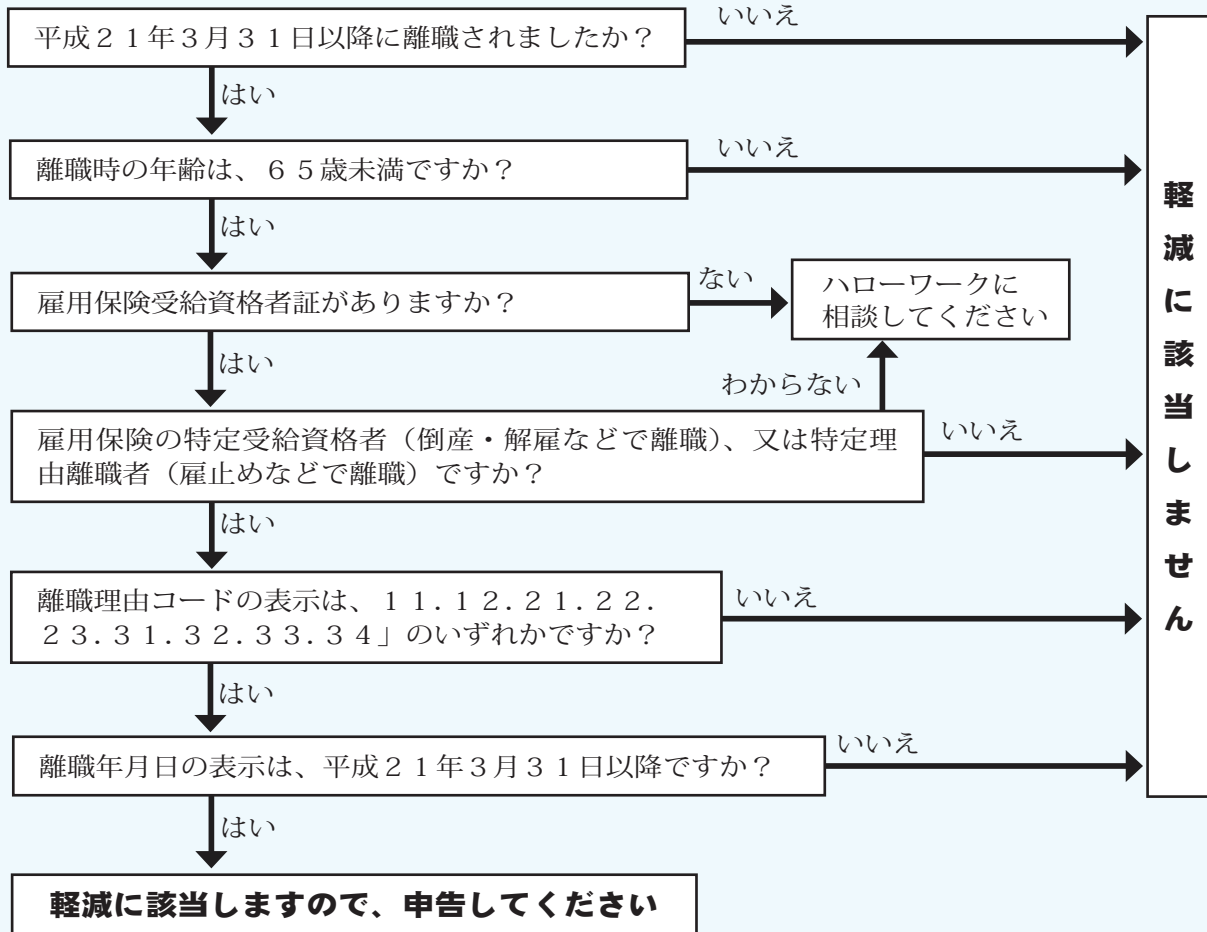 平成２１年３月３１日以降に離職されましたか？
いいえ
はい
離職時の年齢は、６５歳未満ですか？
いいえ
はい
雇用保険受給資格者証がありますか？
ない
ハローワークに
相談してください
はい
わからない
雇用保険の特定受給資格者（倒産・解雇などで離職）、又は特定理
由離職者（雇止めなどで離職）ですか？
いいえ
はい
離職理由コードの表示は、１１．１２．２１．２２．
２３．３１．３２．３３．３４」のいずれかですか？
いいえ
はい
離職年月日の表示は、平成２１年３月３１日以降ですか？
いいえ
はい
軽減に該当しますので、申告してください
軽減に該当しません